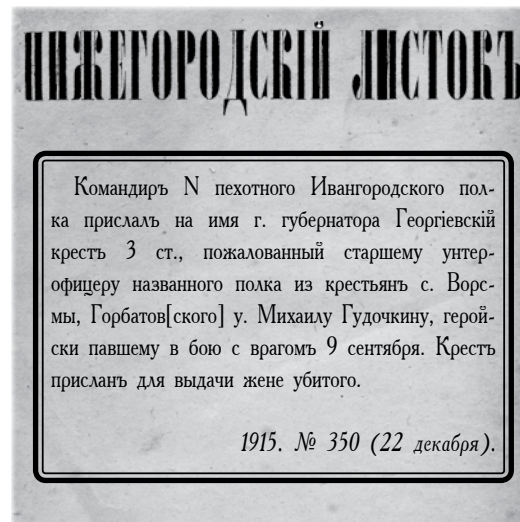 НИЖЕГОРОДСКІЙ ЛИСТОКЪ
Командиръ N пехотного Ивангородского пол-
ка прислалъ на имя г. губернатора Георгіевскій
крестъ 3 ст., пожалованный старшему унтер-
офицеру названного полка из крестьянъ с. Ворс-
мы, Горбатов[ского] у. Михаилу Гудочкину, герой-
ски павшему в бою с врагомъ 9 сентября. Крестъ
присланъ для выдачи жене убитого.
1915. № 350 (22 декабря).